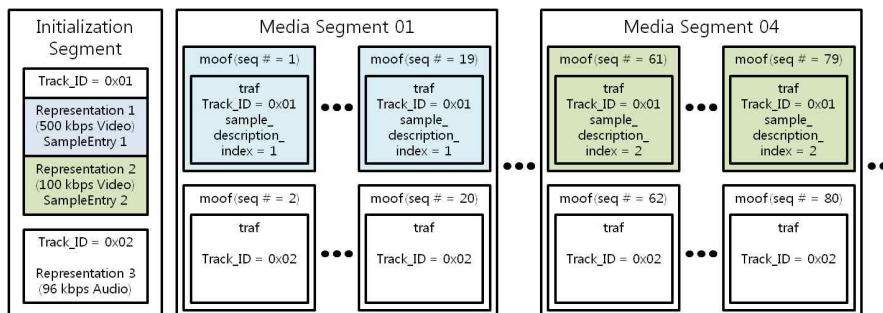 Initialization
Segment
Track_ID = 0x01
Representation 1
(500 kbps Video)
SampleEntry 1
Representation 2
(100 kbps Video)
SampleEntry 2
Track_ID = 0x02
Representation 3
(96 kbps Audio)
Media Segment 01
moof(seq # = 1)
traf
Track_ID = 0x01
sample_
description_
index = 1
moof(seq # = 19)
traf
Track_ID = 0x01
sample_
description_
index = 1
moof(seq # = 2)
traf
Track_ID = 0x02
moof(seq # = 20)
traf
Track_ID = 0x02
Media Segment 04
moof(seq # = 61)
traf
Track_ID = 0x01
sample_
description_
index = 2
moof(seq # = 79)
traf
Track_ID = 0x01
sample_
description_
index = 2
moof(seq # = 62)
traf
Track_ID = 0x02
moof(seq # = 80)
traf
Track_ID = 0x02